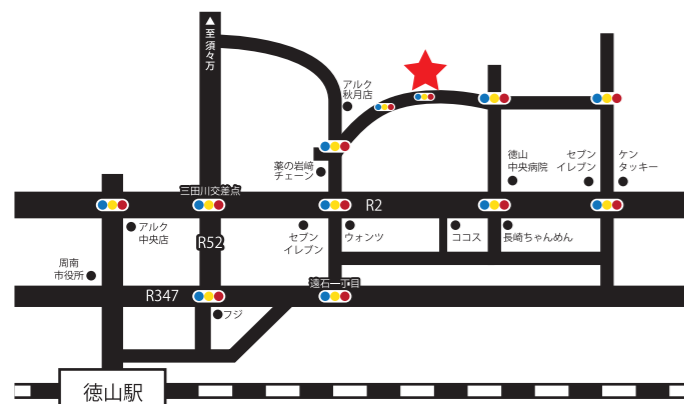 ▲至須々万
アルク
秋月店
薬の岩﨑
チェーン
徳山
中央病院
セブン
イレブン
ケン
タッキー
三田川交差点
R2
アルク
中央店
R52
セブン
イレブン
ウォンツ
ココス
長崎ちゃんめん
周南
市役所
遠石一丁目
R347
フジ
徳山駅